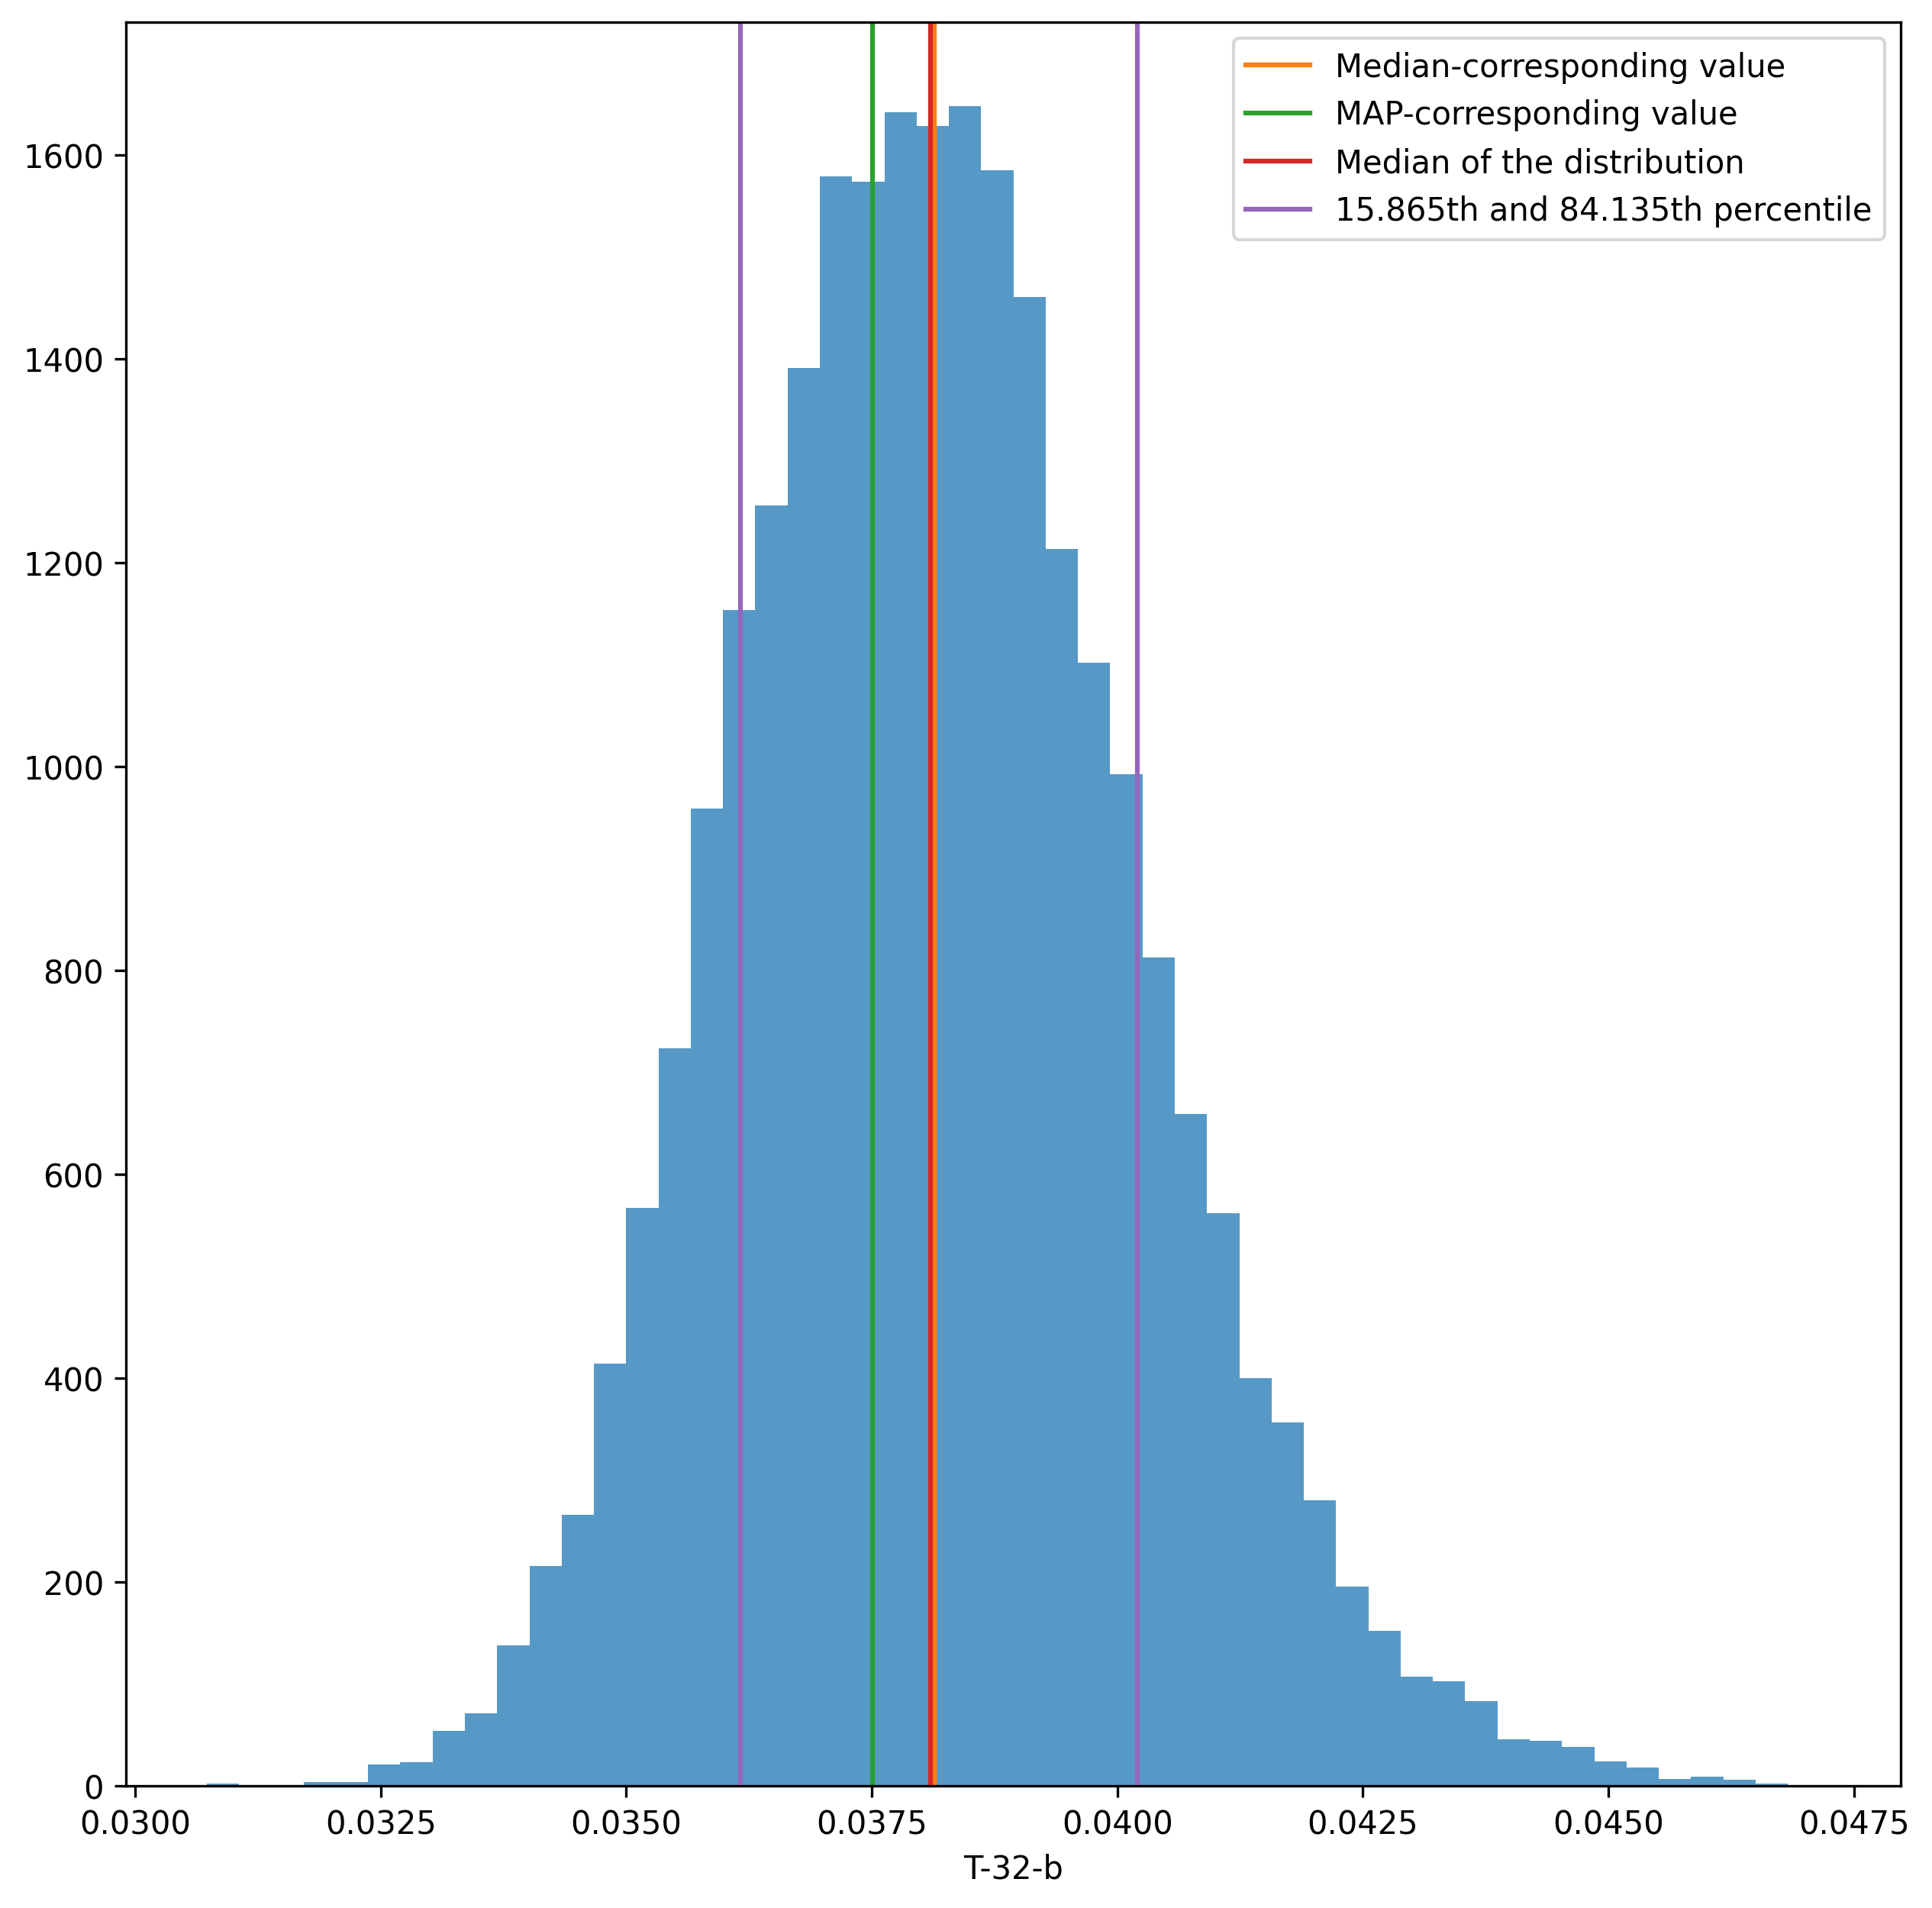 Median-corresponding value
MAP-corresponding value
Median of the distribution
15.865th and 84.135th percentile
1600
1400
1200
1000
800
600
400
200
0
0.0300 0.0325 0.0350 0.0375 0.0400 0.0425 0.0450 0.0475
T-32-b